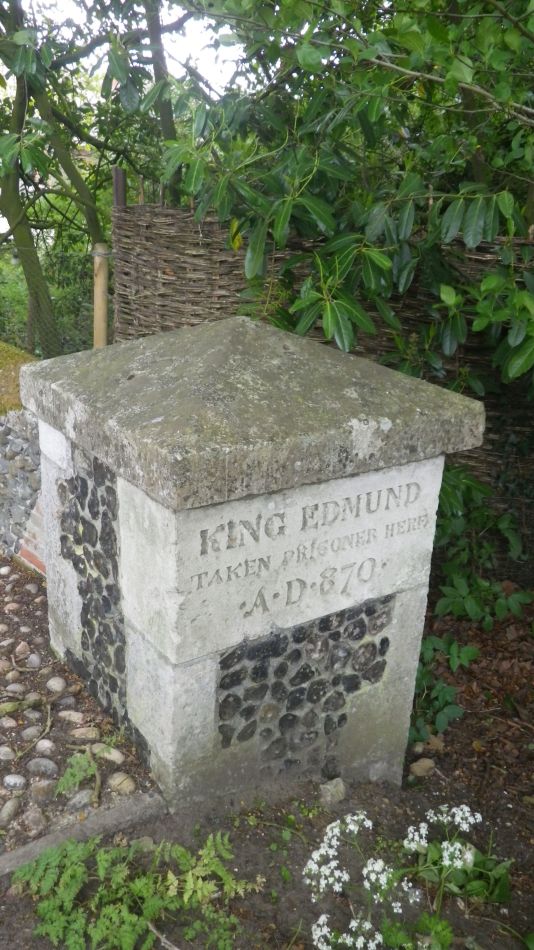 KING EDMUND
TAKEN PRISONER HERE
·A·D·870·